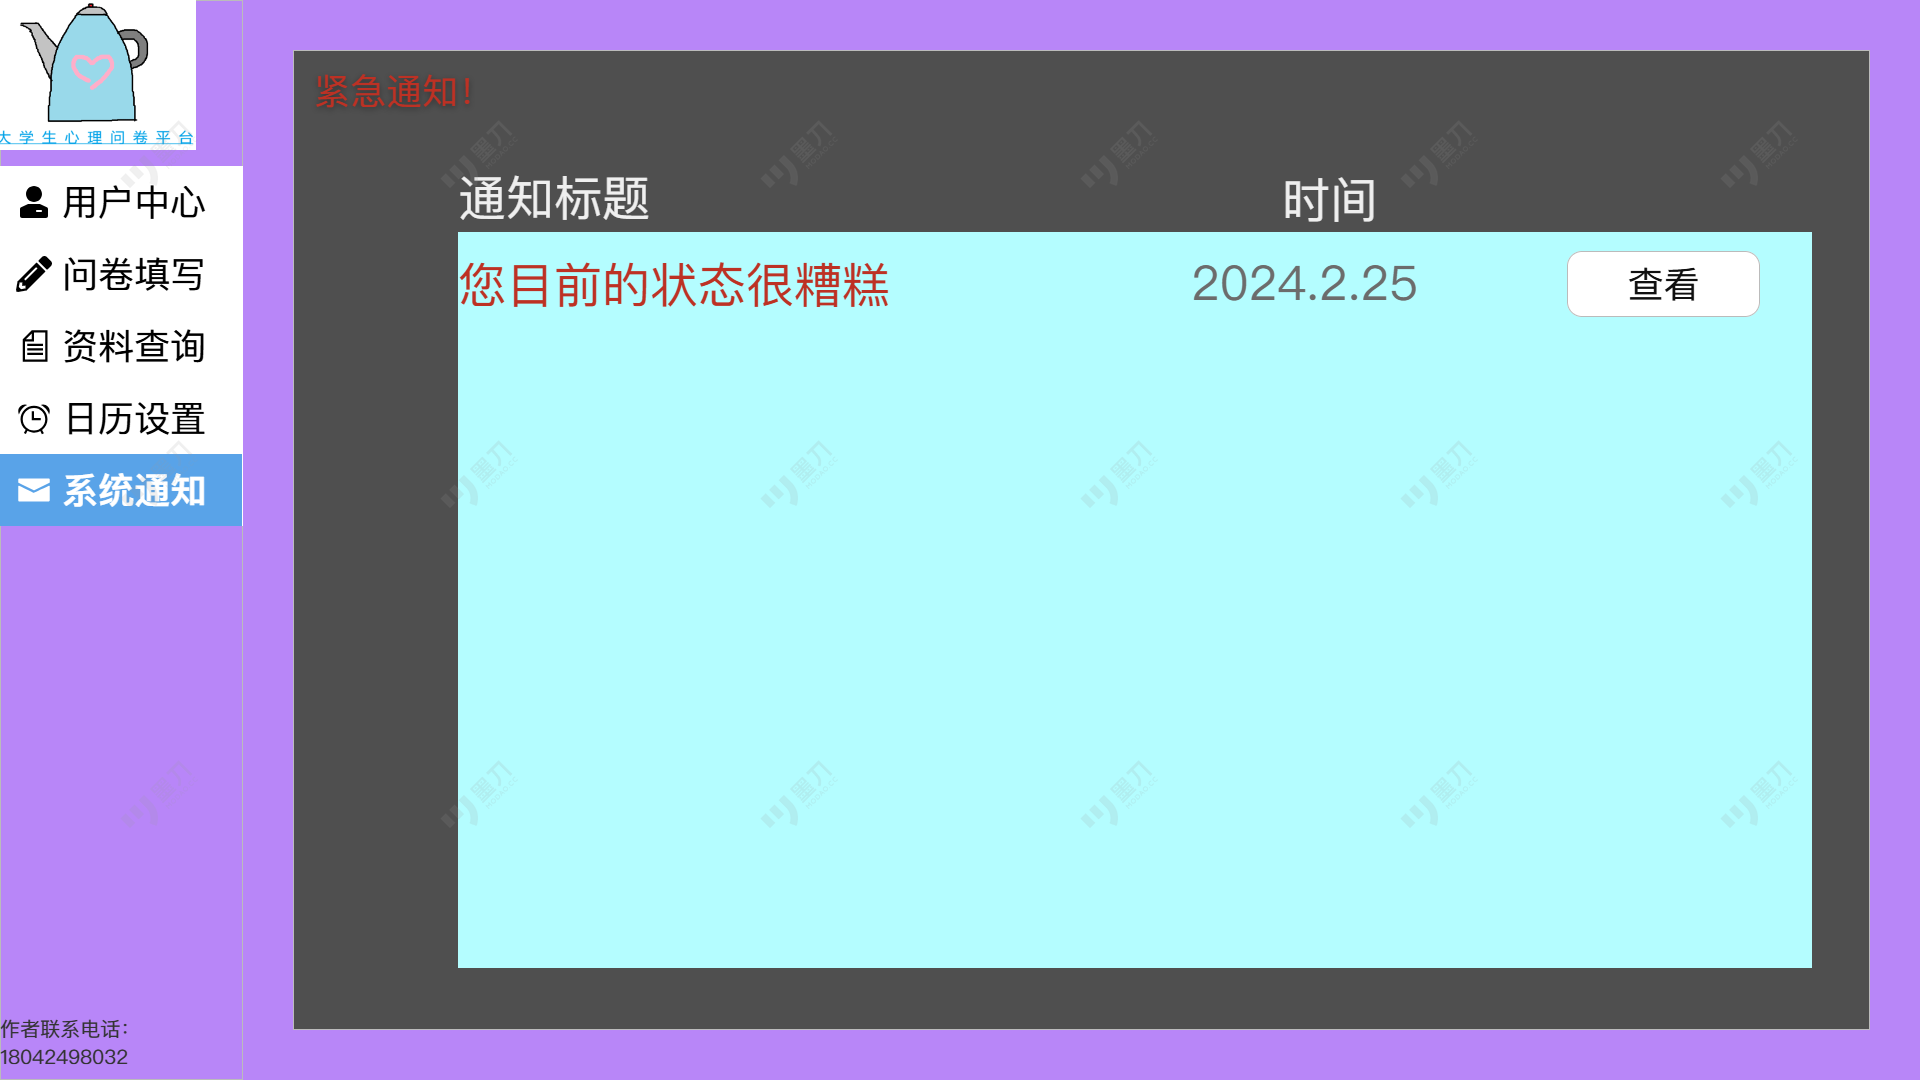 大学生心理问卷平台
用户中心
问卷填写
资料查询
日历设置
系统通知
作者联系电话：
18042498032
紧急通知！
通知标题 时间
您目前的状态很糟糕 2024.2.25 查看
墨刀